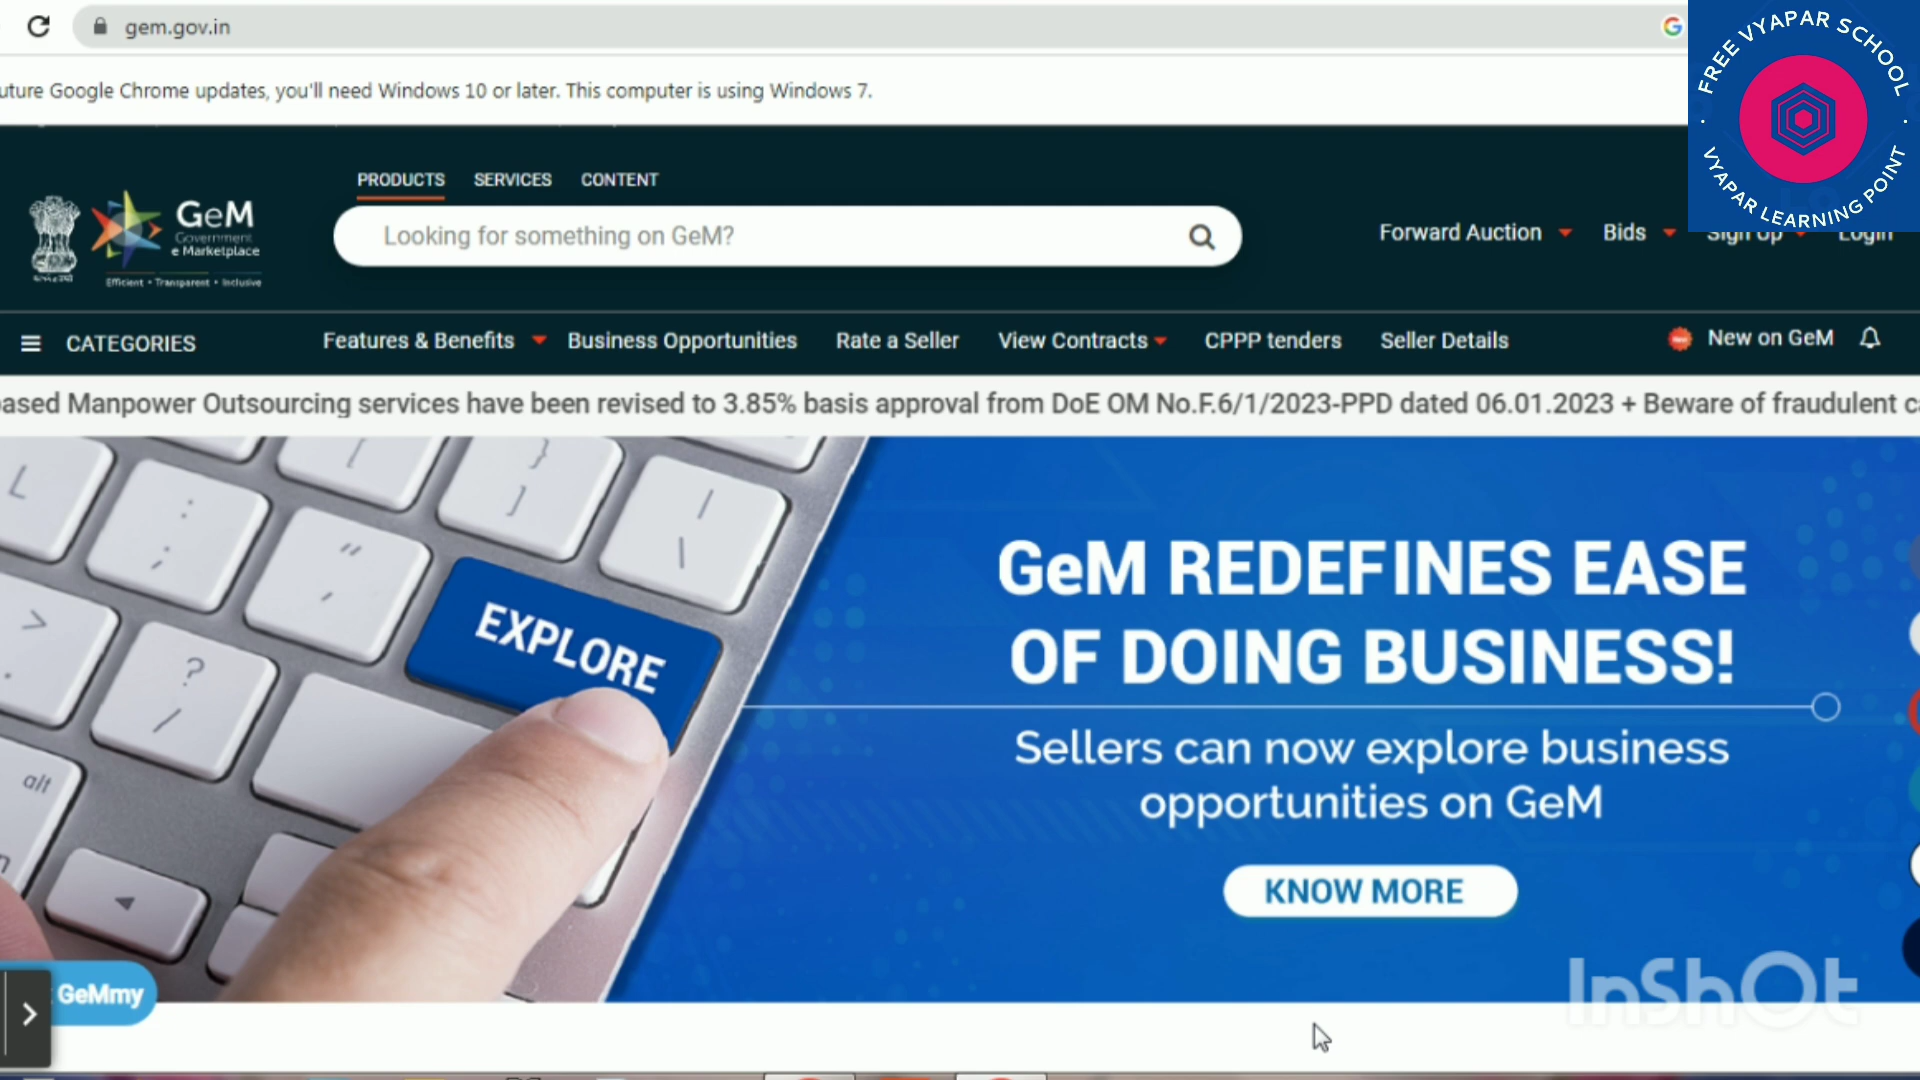 gem.gov.in
uture Google Chrome updates, you'll need Windows 10 or later. This computer is using Windows 7.
FREE VYAPAR SCHOOL
VYAPAR LEARNING POINT
PRODUCTS SERVICES CONTENT
GeM
Government
e Marketplace
Efficient • Transparent • Inclusive
Looking for something on GeM?
Forward Auction Bids Sign Up Login
CATEGORIES Features & Benefits Business Opportunities Rate a Seller View Contracts CPPP tenders Seller Details New on GeM
ased Manpower Outsourcing services have been revised to 3.85% basis approval from DoE OM No.F.6/1/2023-PPD dated 06.01.2023 + Beware of fraudulent c
EXPLORE
alt
GeM REDEFINES EASE
OF DOING BUSINESS!
Sellers can now explore business
opportunities on GeM
KNOW MORE
GeMmy
InShOt